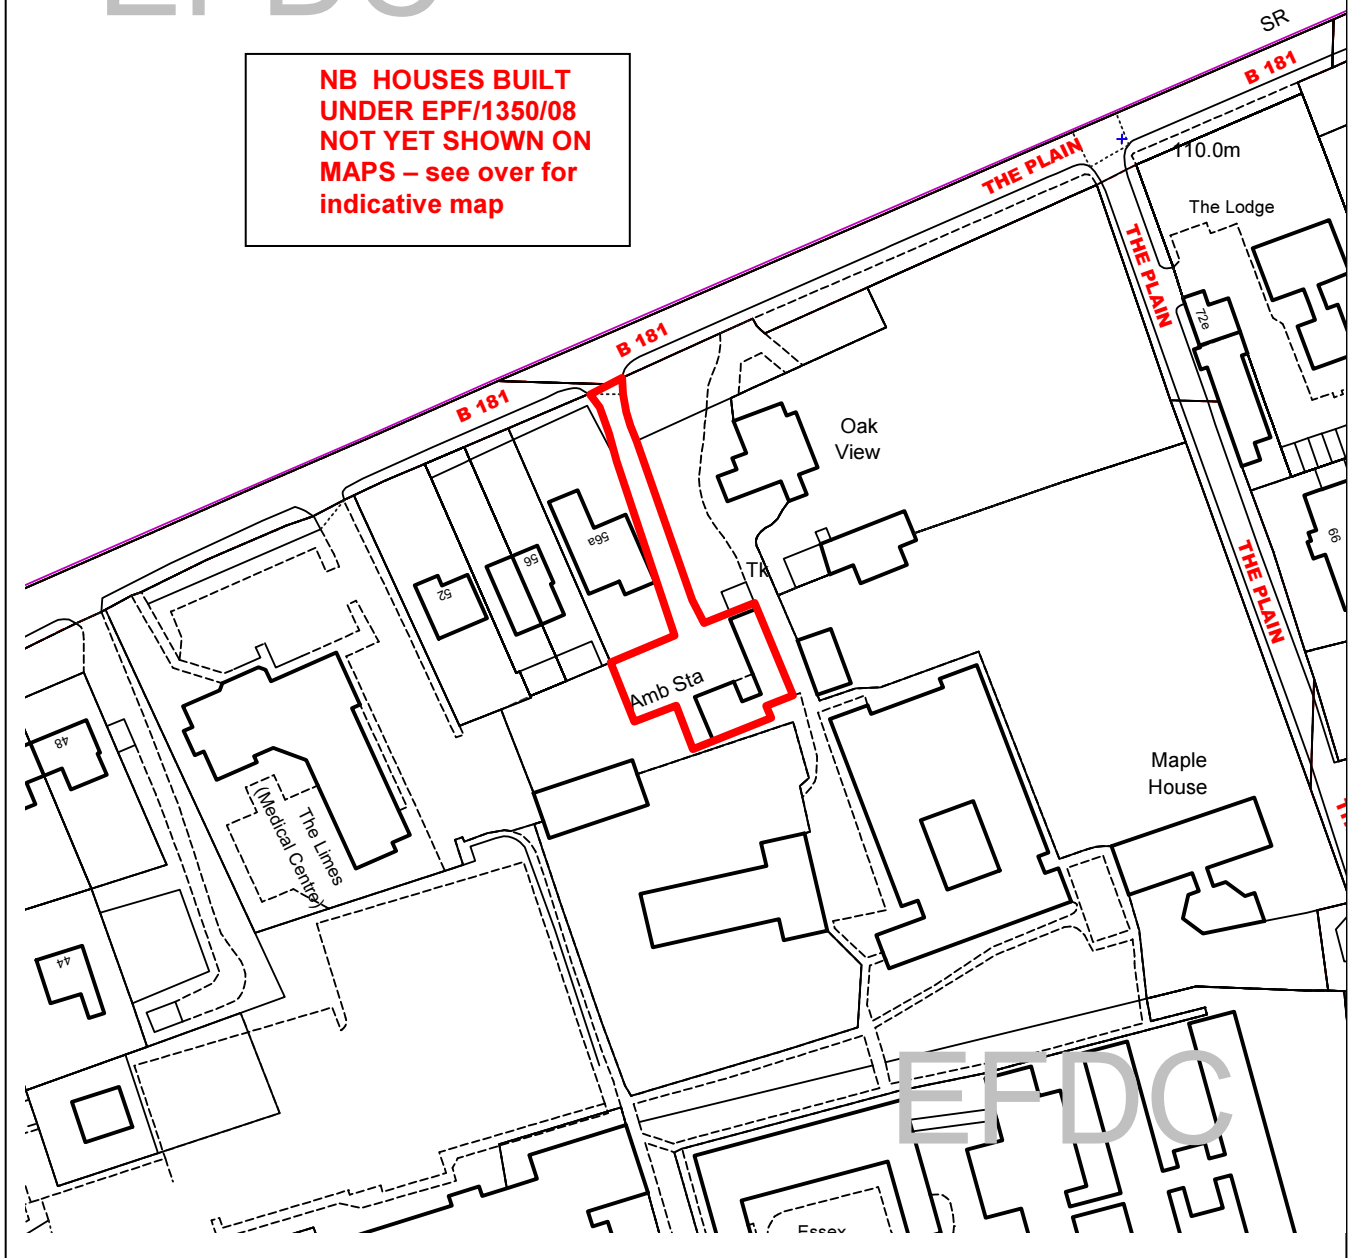 EFDC
SR
NB HOUSES BUILT
UNDER EPF/1350/08
NOT YET SHOWN ON
MAPS – see over for
indicative map
B 181
THE PLAIN
110.0m
The Lodge
THE PLAIN
72e
B 181
B 181
Oak
View
56a
56
52
Tk
THE PLAIN
66
Amb Sta
48
Maple
House
The Limes
(Medical Centre)
44
EFDC
Essex